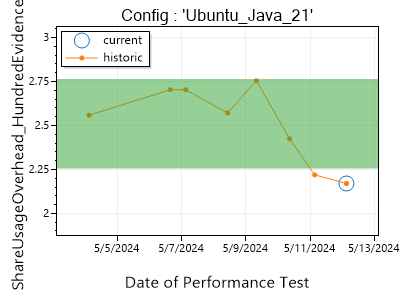 Config : 'Ubuntu_Java_21'
current
historic
ShareUsageOverhead_HundredEvidence
3
2.75
2.5
2.25
2
5/5/2024
5/7/2024
5/9/2024
5/11/2024
5/13/2024
Date of Performance Test